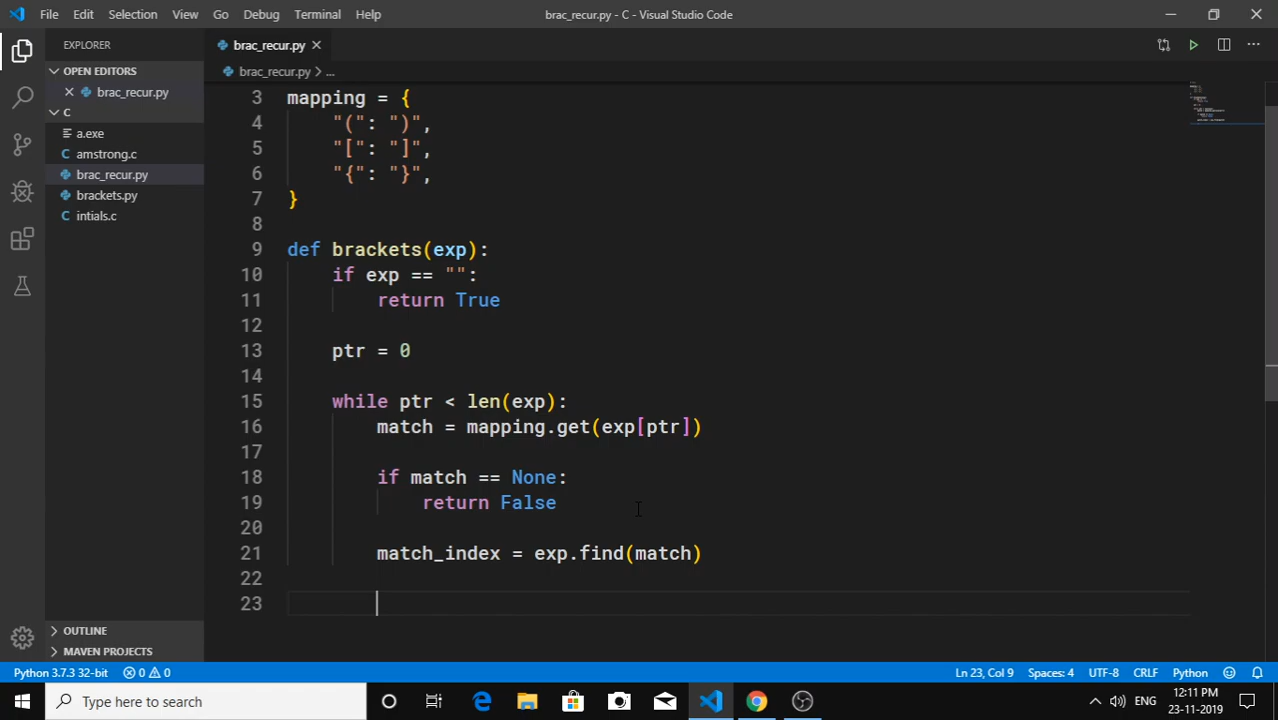 File Edit Selection View Go Debug Terminal Help brac_recur.py - C - Visual Studio Code
EXPLORER
brac_recur.py
OPEN EDITORS
brac_recur.py > ...
brac_recur.py
C
a.exe
amstrong.c
brac_recur.py
brackets.py
intials.c
3 mapping = {
4 "(": ")",
5 "[": "]",
6 "{": "}",
7 }
8
9 def brackets(exp):
10 if exp == "":
11 return True
12
13 ptr = 0
14
15 while ptr < len(exp):
16 match = mapping.get(exp[ptr])
17
18 if match == None:
19 return False
20
21 match_index = exp.find(match)
22
23
OUTLINE
MAVEN PROJECTS
Python 3.7.3 32-bit 0 0 Ln 23, Col 9 Spaces: 4 UTF-8 CRLF Python
Type here to search
ENG
12:11 PM
23-11-2019